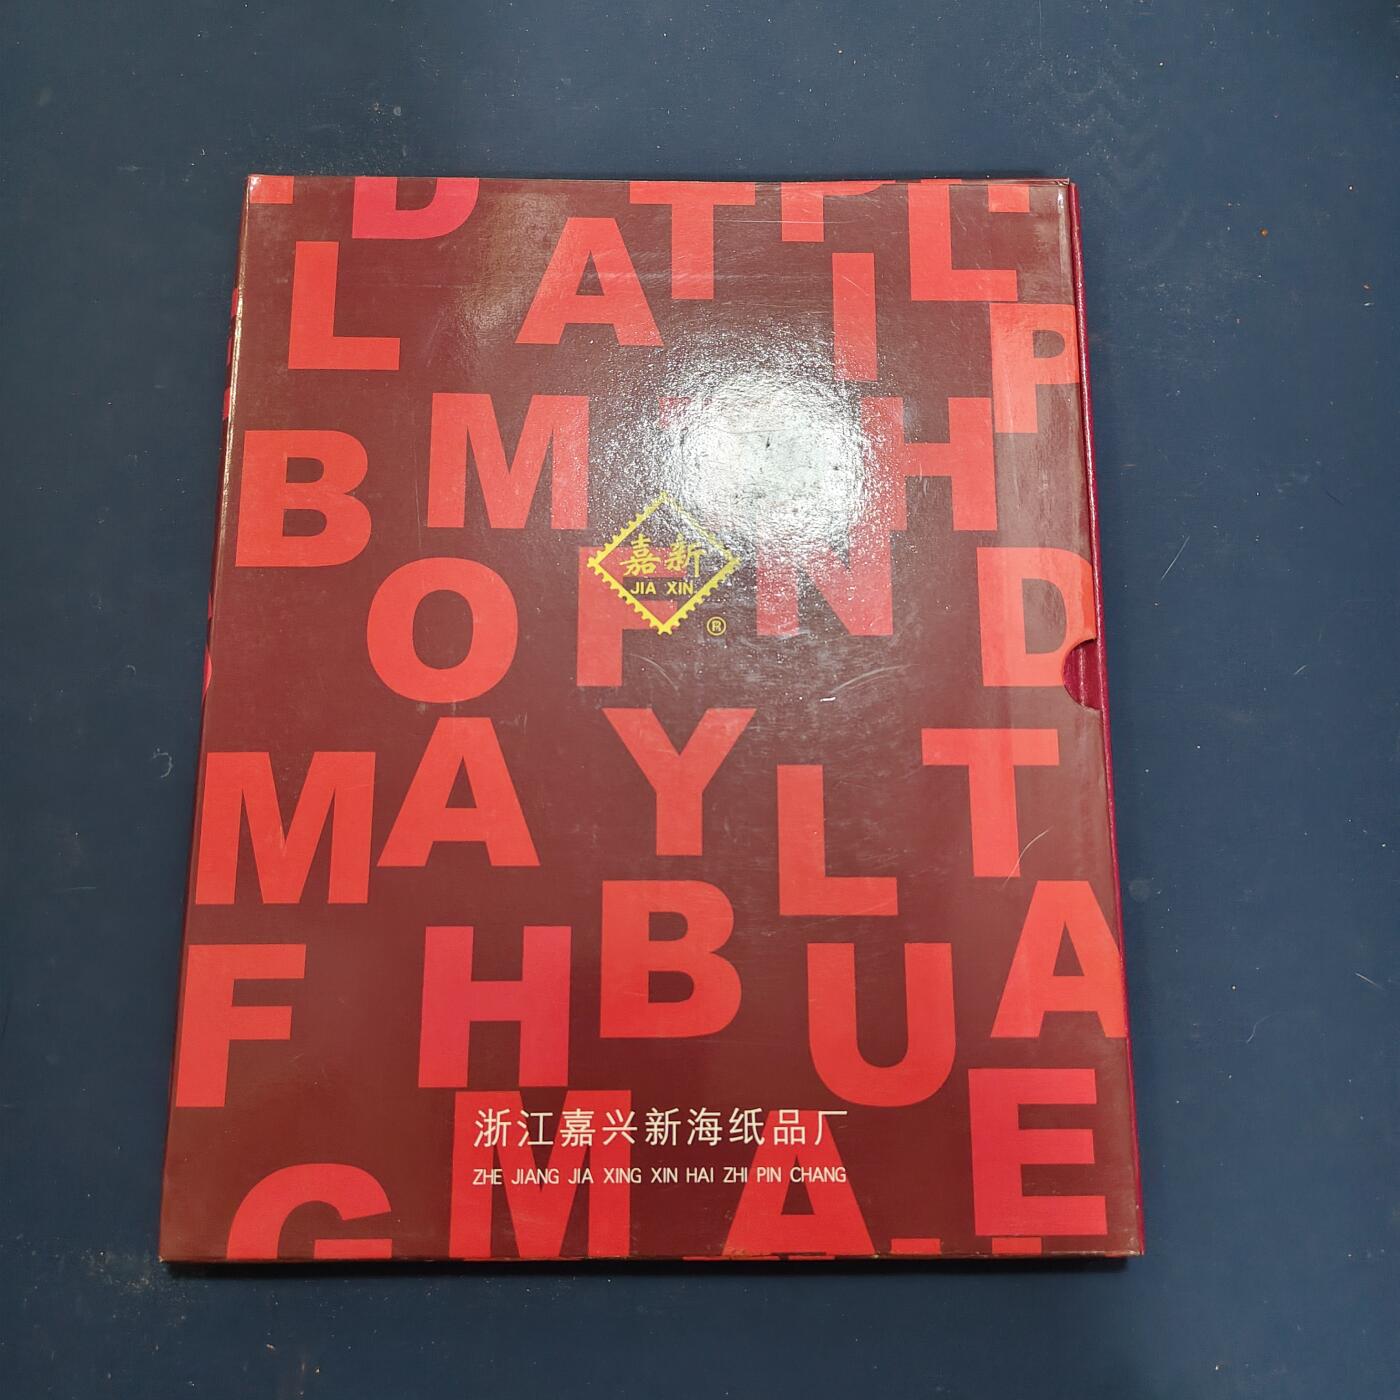 D T P L
L A I P
B M H
嘉新
JIA XIN
®
O F N D
M A Y L T
F H B U A
浙江嘉兴新海纸品厂
ZHE JIANG JIA XING XIN HAI ZHI PIN CHANG
G M A E